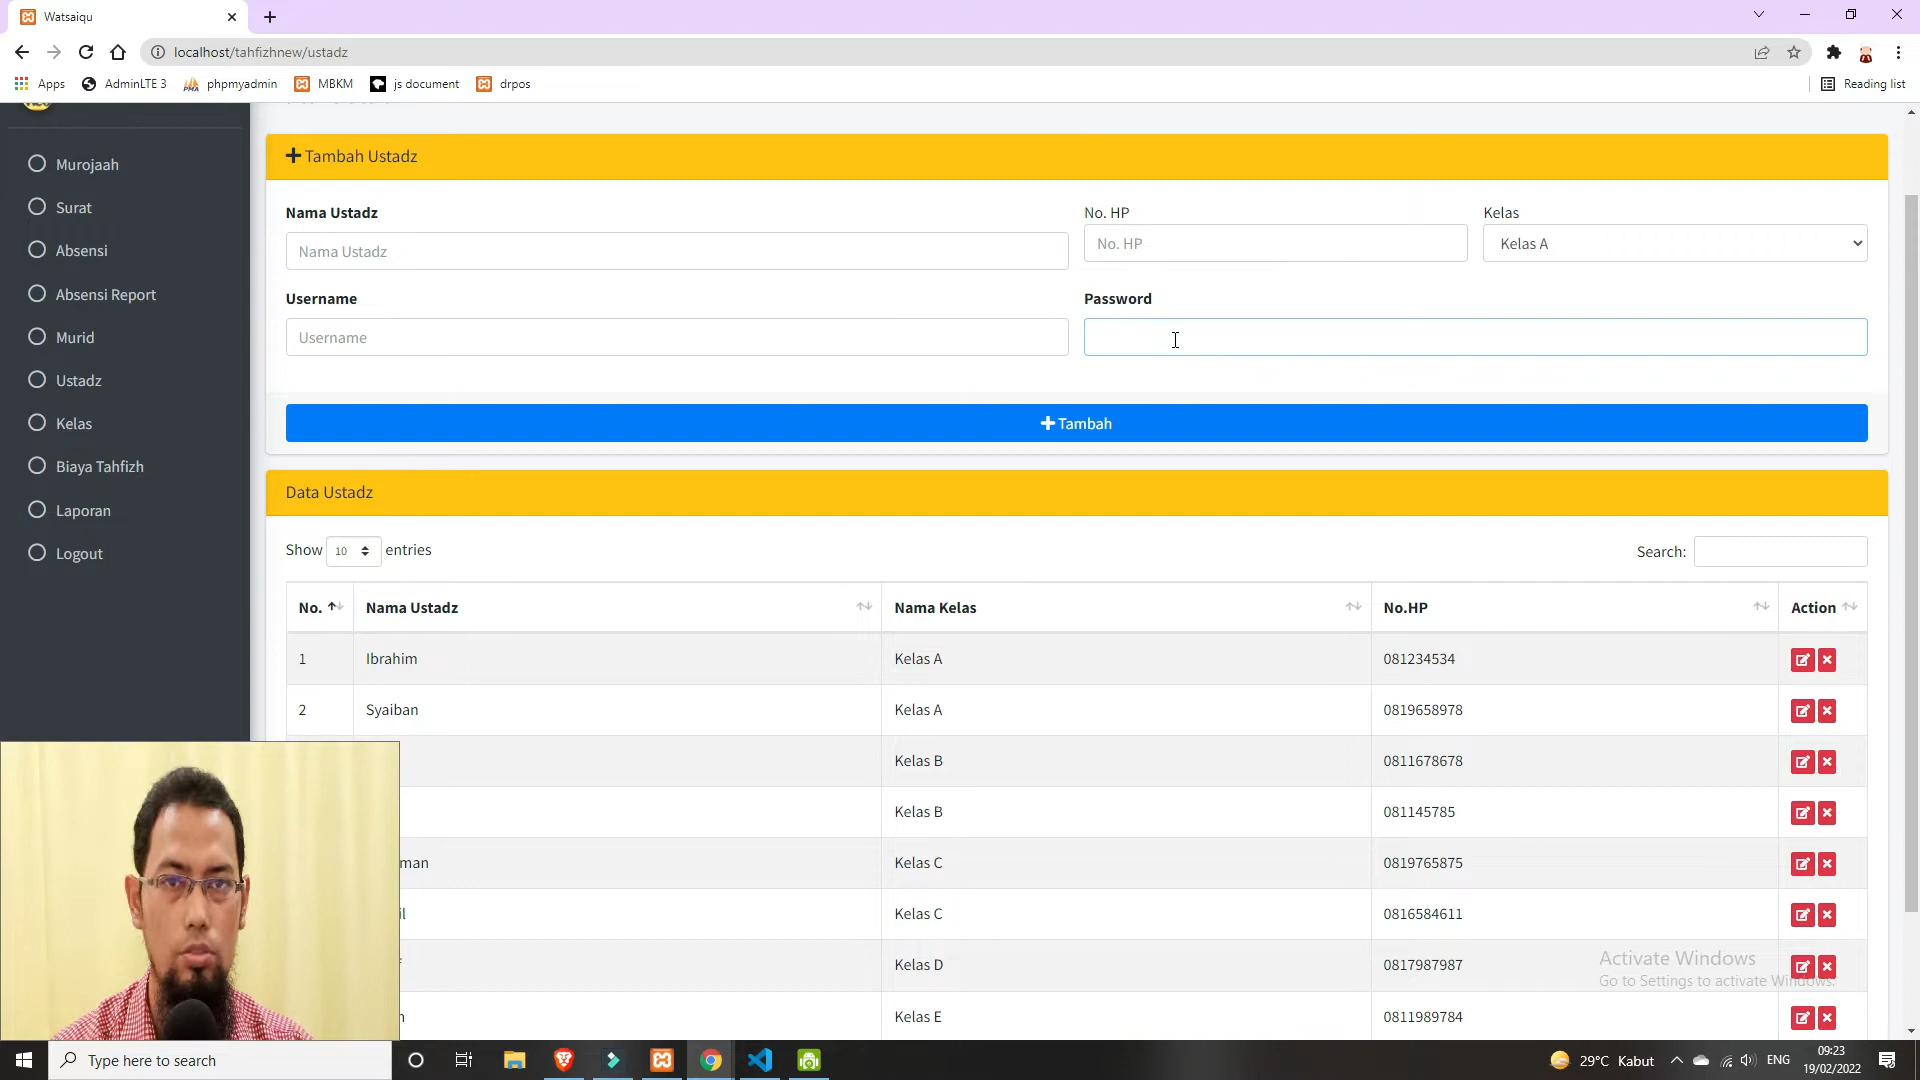 Watsaiqu
localhost/tahfizhnew/ustadz
Apps AdminLTE 3 phpmyadmin MBKM js document drpos Reading list
Murojaah
Surat
Absensi
Absensi Report
Murid
Ustadz
Kelas
Biaya Tahfizh
Laporan
Logout
Tambah Ustadz
Nama Ustadz No. HP Kelas
Nama Ustadz No. HP Kelas A
Username Password
Username
Tambah
Data Ustadz
Show 10 entries Search:
No. Nama Ustadz Nama Kelas No.HP Action
1 Ibrahim Kelas A 081234534
2 Syaiban Kelas A 0819658978
Kelas B 0811678678
Kelas B 081145785
man Kelas C 0819765875
il Kelas C 0816584611
Kelas D 0817987987
Kelas E 0811989784
Activate Windows
Go to Settings to activate Windows.
Type here to search
29°C Kabut ENG 09:23
19/02/2022